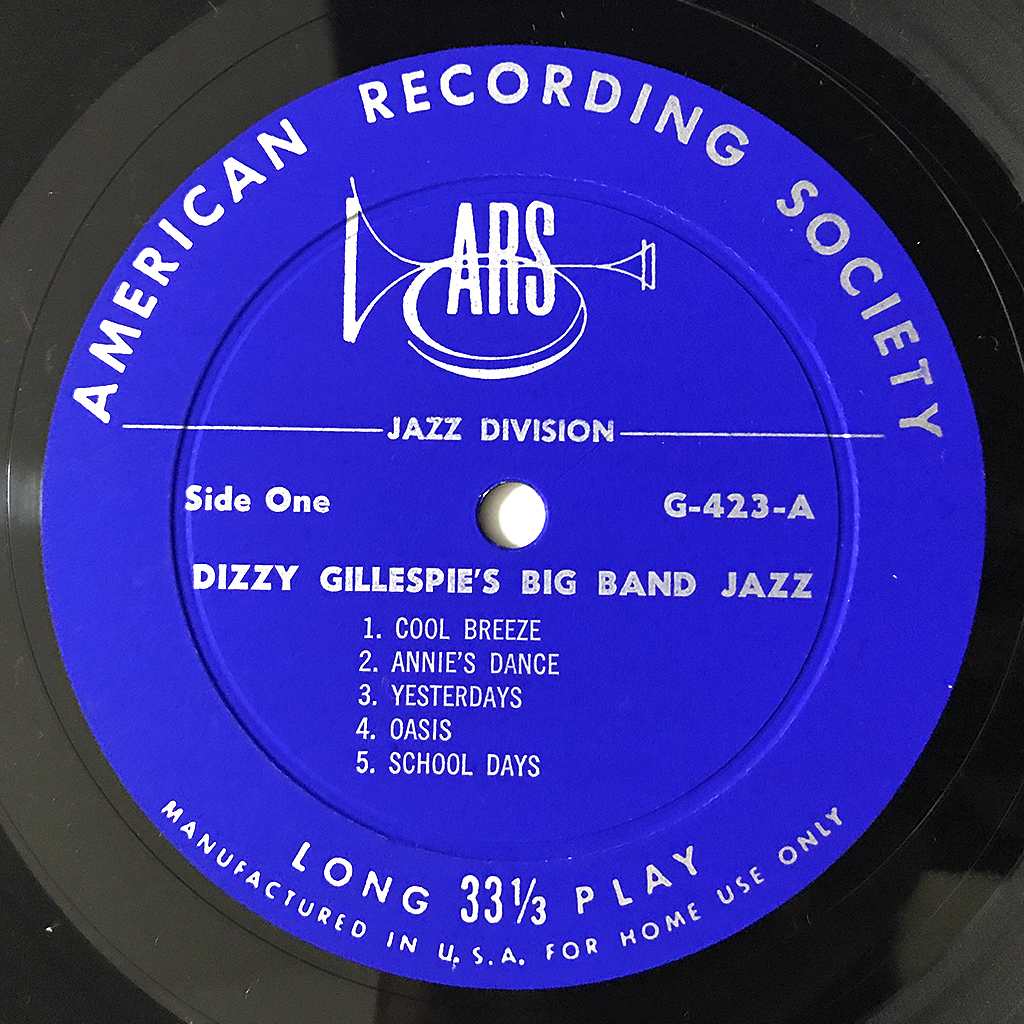 AMERICAN RECORDING SOCIETY
ARS
JAZZ DIVISION
Side One
G-423-A
DIZZY GILLESPIE'S BIG BAND JAZZ
1. COOL BREEZE
2. ANNIE'S DANCE
3. YESTERDAYS
4. OASIS
5. SCHOOL DAYS
LONG 33⅓ PLAY
MANUFACTURED IN U.S.A. FOR HOME USE ONLY